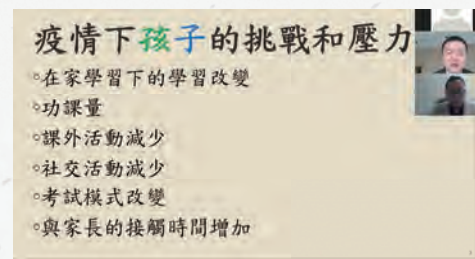 疫情下孩子的挑戰和壓力
◦在家學習下的學習改變
◦功課量
◦課外活動減少
◦社交活動減少
◦考試模式改變
◦與家長的接觸時間增加